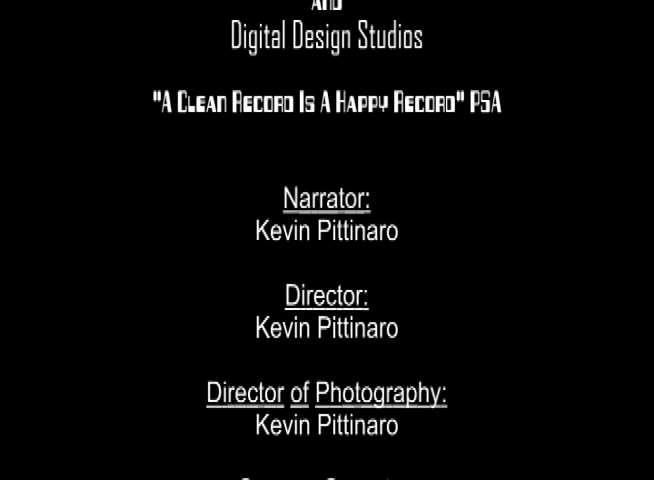 And
Digital Design Studios
"A Clean Record Is A Happy Record" PSA
Narrator:
Kevin Pittinaro
Director:
Kevin Pittinaro
Director of Photography:
Kevin Pittinaro